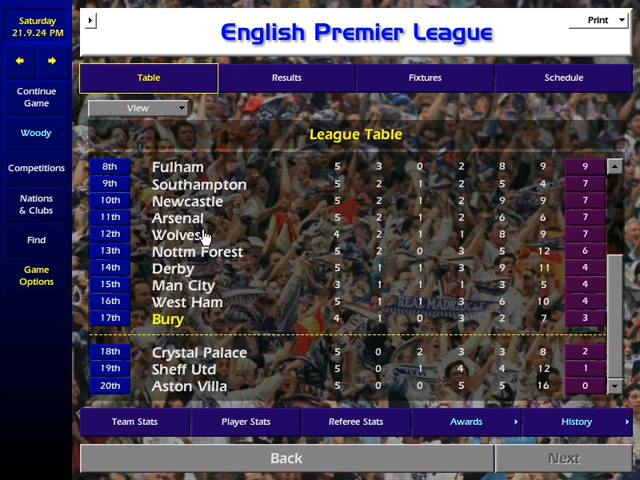 Saturday
21.9.24 PM
Print
English Premier League
Table Results Fixtures Schedule
Continue
Game
View
Woody
League Table
Competitions
Nations
& Clubs
Find
Game
Options
8th Fulham 5 3 0 2 8 9 9
9th Southampton 5 2 1 2 5 4 7
10th Newcastle 5 2 1 2 9 9 7
11th Arsenal 5 2 1 2 6 6 7
12th Wolves 4 2 1 1 8 9 7
13th Nottm Forest 5 2 0 3 5 12 6
14th Derby 5 1 1 3 9 11 4
15th Man City 3 1 1 1 3 5 4
16th West Ham 5 1 1 3 6 10 4
17th Bury 4 1 0 3 2 7 3
REAL MADRID
18th Crystal Palace 5 0 2 3 3 8 2
19th Sheff Utd 5 0 1 4 4 12 1
20th Aston Villa 5 0 0 5 5 16 0
Team Stats Player Stats Referee Stats Awards History
Back Next